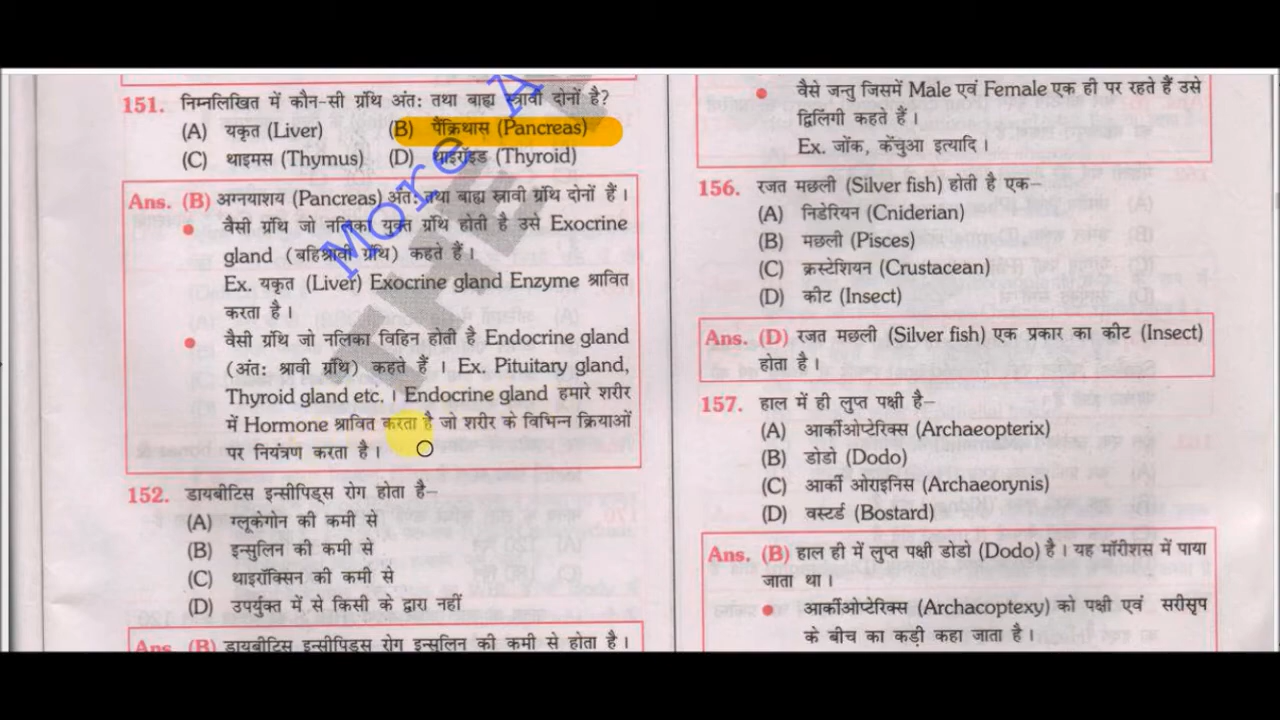 151. निम्नलिखित में कौन-सी ग्रंथि अंत: तथा बाह्य स्त्रावी दोनों है?
(A) यकृत (Liver) (B) पैंक्रियास (Pancreas)
(C) थाइमस (Thymus) (D) थाइरॉइड (Thyroid)
Ans. (B) अग्नयाशय (Pancreas) अंत: तथा बाह्य स्रावी ग्रंथि दोनों हैं ।
वैसी ग्रंथि जो नलिका युक्त ग्रंथि होती है उसे Exocrine
gland (बहिश्रावी ग्रंथि) कहते हैं ।
Ex. यकृत (Liver) Exocrine gland Enzyme श्रावित
करता है ।
वैसी ग्रंथि जो नलिका विहिन होती है Endocrine gland
(अंत: श्रावी ग्रंथि) कहते हैं । Ex. Pituitary gland,
Thyroid gland etc. । Endocrine gland हमारे शरीर
में Hormone श्रावित करता है जो शरीर के विभिन्न क्रियाओं
पर नियंत्रण करता है ।
152. डायबीटिस इन्सीपिड्स रोग होता है–
(A) ग्लूकेगोन की कमी से
(B) इन्सुलिन की कमी से
(C) थाइरॉक्सिन की कमी से
(D) उपर्युक्त में से किसी के द्वारा नहीं
Ans. (B) डायबीटिस इन्सीपिड्स रोग इन्सुलिन की कमी से होता है ।
More A
वैसे जन्तु जिसमें Male एवं Female एक ही पर रहते हैं उसे
द्विलिगी कहते हैं ।
Ex. जोंक, केंचुआ इत्यादि ।
156. रजत मछली (Silver fish) होती है एक–
(A) निडेरियन (Cniderian)
(B) मछली (Pisces)
(C) क्रस्टेशियन (Crustacean)
(D) कीट (Insect)
Ans. (D) रजत मछली (Silver fish) एक प्रकार का कीट (Insect)
होता है ।
157. हाल में ही लुप्त पक्षी है–
(A) आर्कीओप्टेरिक्स (Archaeopterix)
(B) डोडो (Dodo)
(C) आर्की ओराइनिस (Archaeorynis)
(D) वस्टर्ड (Bostard)
Ans. (B) हाल ही में लुप्त पक्षी डोडो (Dodo) है । यह मॉरीशस में पाया
जाता था ।
आर्कीओप्टेरिक्स (Archacoptexy) को पक्षी एवं सरीसृप
के बीच का कड़ी कहा जाता है ।